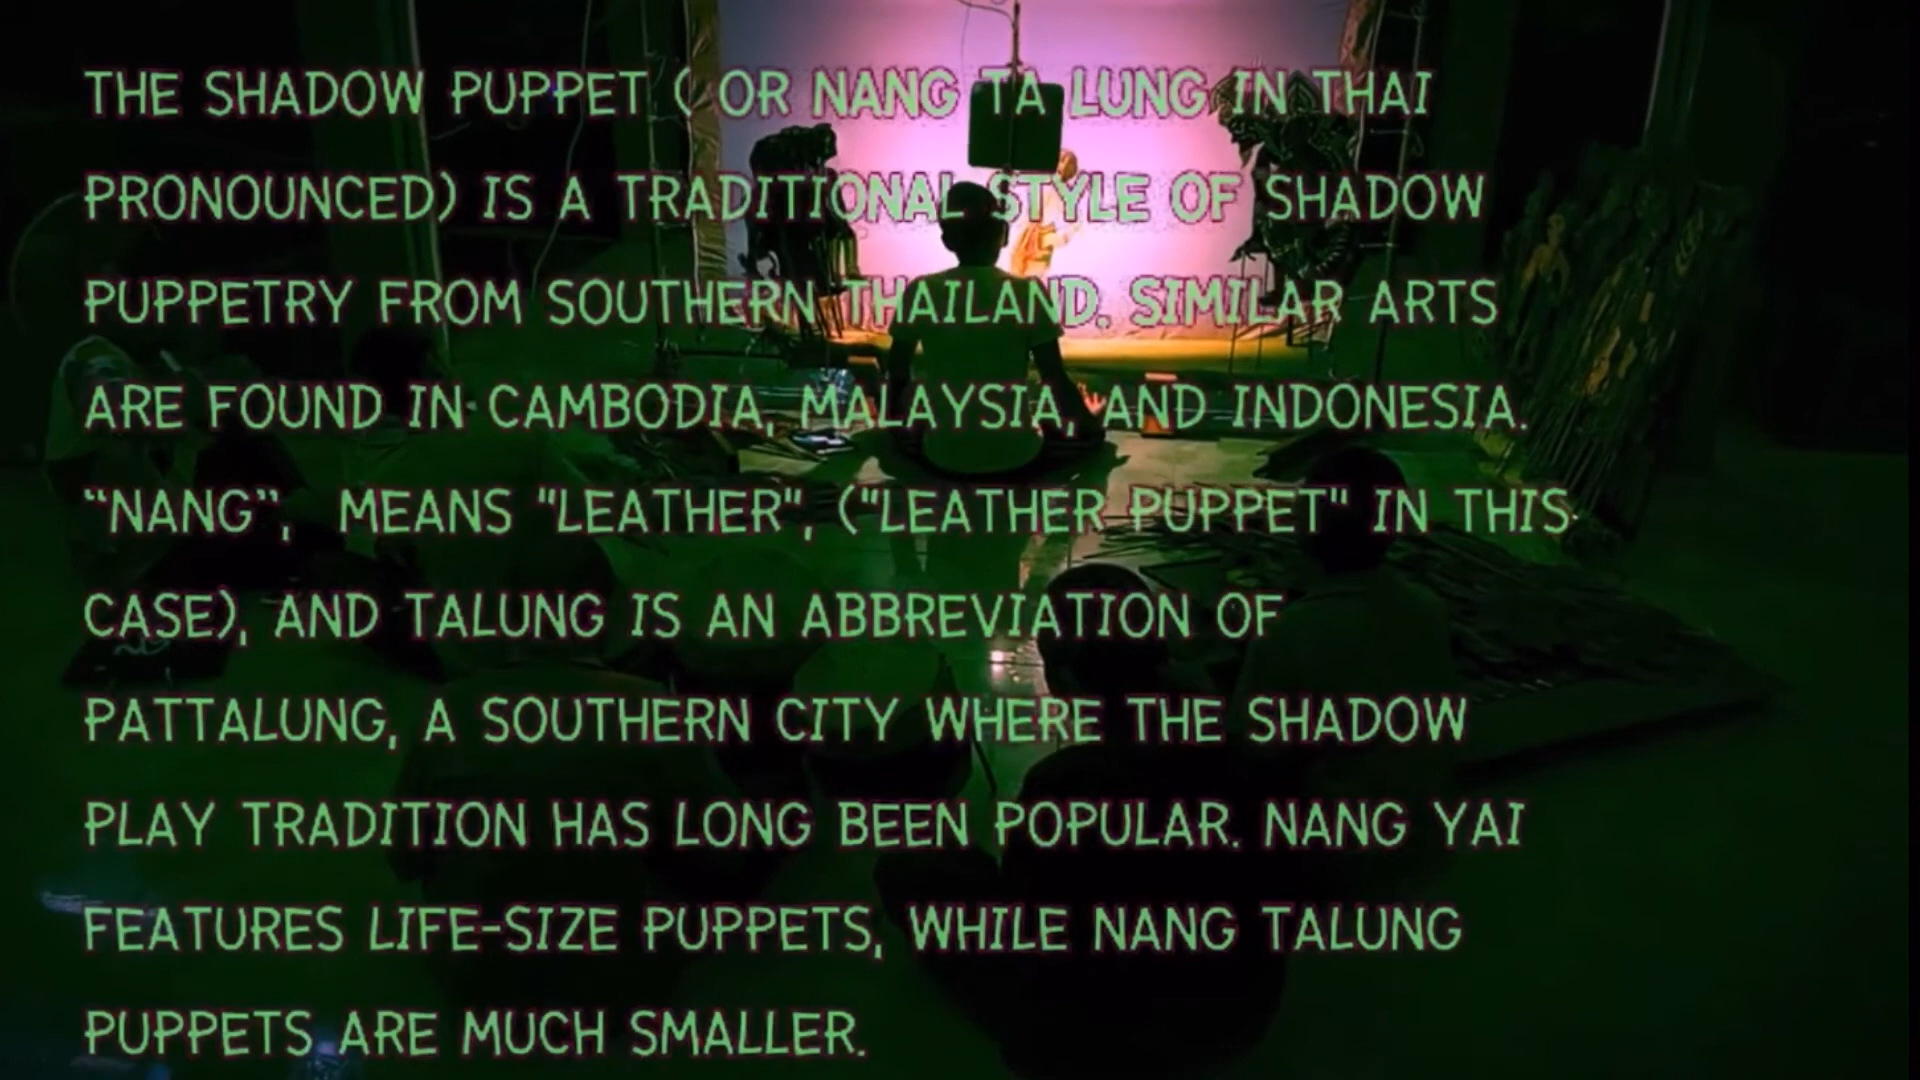 THE SHADOW PUPPET ( OR NANG TA LUNG IN THAI
PRONOUNCED) IS A TRADITIONAL STYLE OF SHADOW
PUPPETRY FROM SOUTHERN THAILAND. SIMILAR ARTS
ARE FOUND IN CAMBODIA, MALAYSIA, AND INDONESIA.
“NANG”,  MEANS "LEATHER", ("LEATHER PUPPET" IN THIS
CASE), AND TALUNG IS AN ABBREVIATION OF
PATTALUNG, A SOUTHERN CITY WHERE THE SHADOW
PLAY TRADITION HAS LONG BEEN POPULAR. NANG YAI
FEATURES LIFE-SIZE PUPPETS, WHILE NANG TALUNG
PUPPETS ARE MUCH SMALLER.